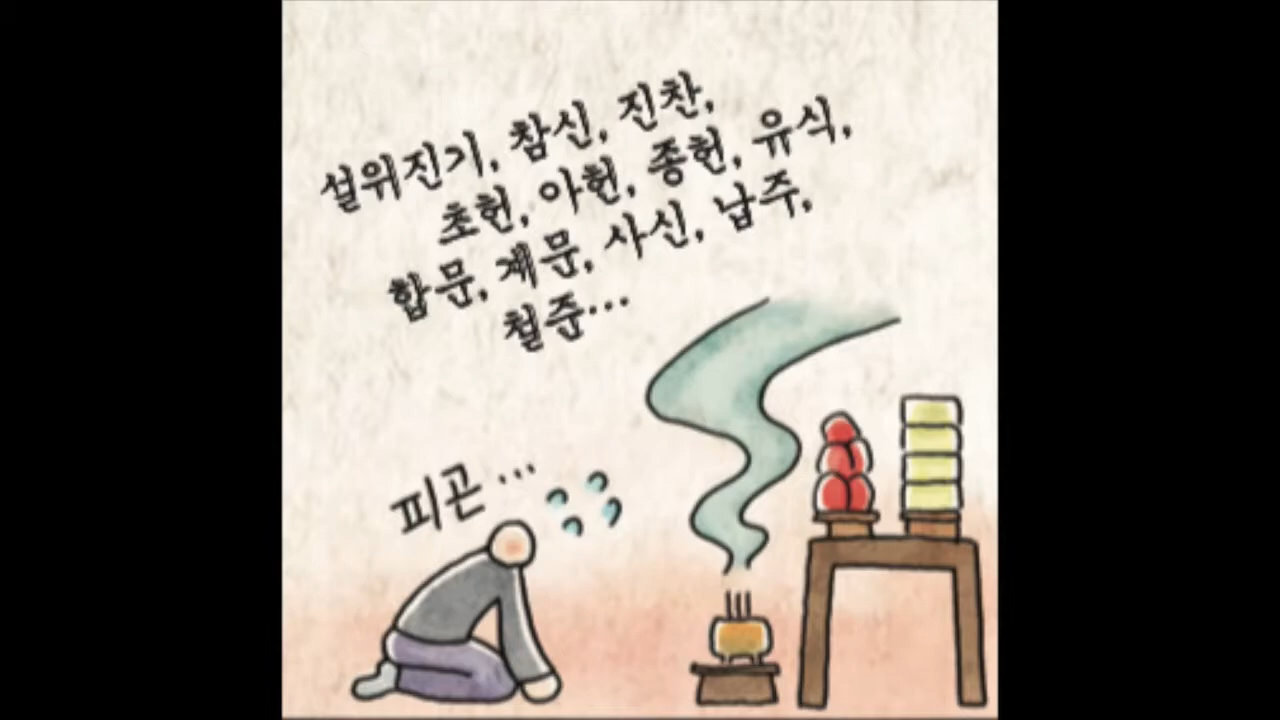 설위진기, 참신, 진찬,
초헌, 아헌, 종헌, 유식,
합문, 계문, 사신, 납주,
철준…
피곤…